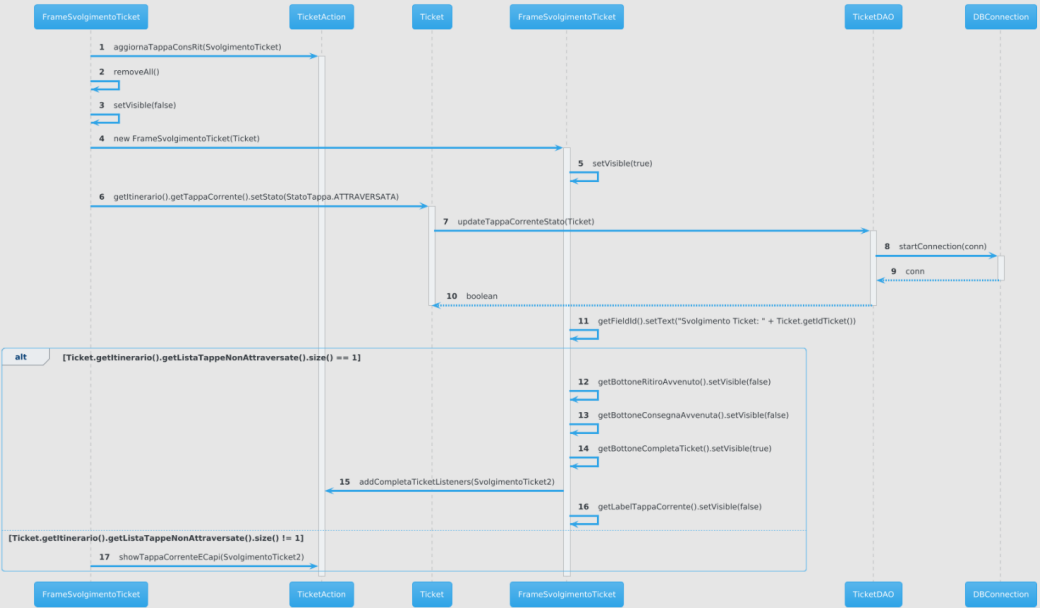 FrameSvolgimentoTicket
TicketAction
Ticket
FrameSvolgimentoTicket
TicketDAO
DBConnection
1 aggiornaTappaConsRit(SvolgimentoTicket)
2 removeAll()
3 setVisible(false)
4 new FrameSvolgimentoTicket(Ticket)
5 setVisible(true)
6 getItinerario().getTappaCorrente().setStato(StatoTappa.ATTRAVERSATA)
7 updateTappaCorrenteStato(Ticket)
8 startConnection(conn)
9 conn
10 boolean
11 getFieldId().setText("Svolgimento Ticket: " + Ticket.getIdTicket())
alt [Ticket.getItinerario().getListaTappeNonAttraversate().size() == 1]
12 getBottoneRitiroAvvenuto().setVisible(false)
13 getBottoneConsegnaAvvenuta().setVisible(false)
14 getBottoneCompletaTicket().setVisible(true)
15 addCompletaTicketListeners(SvolgimentoTicket2)
16 getLabelTappaCorrente().setVisible(false)
[Ticket.getItinerario().getListaTappeNonAttraversate().size() != 1]
17 showTappaCorrenteECapi(SvolgimentoTicket2)
FrameSvolgimentoTicket
TicketAction
Ticket
FrameSvolgimentoTicket
TicketDAO
DBConnection